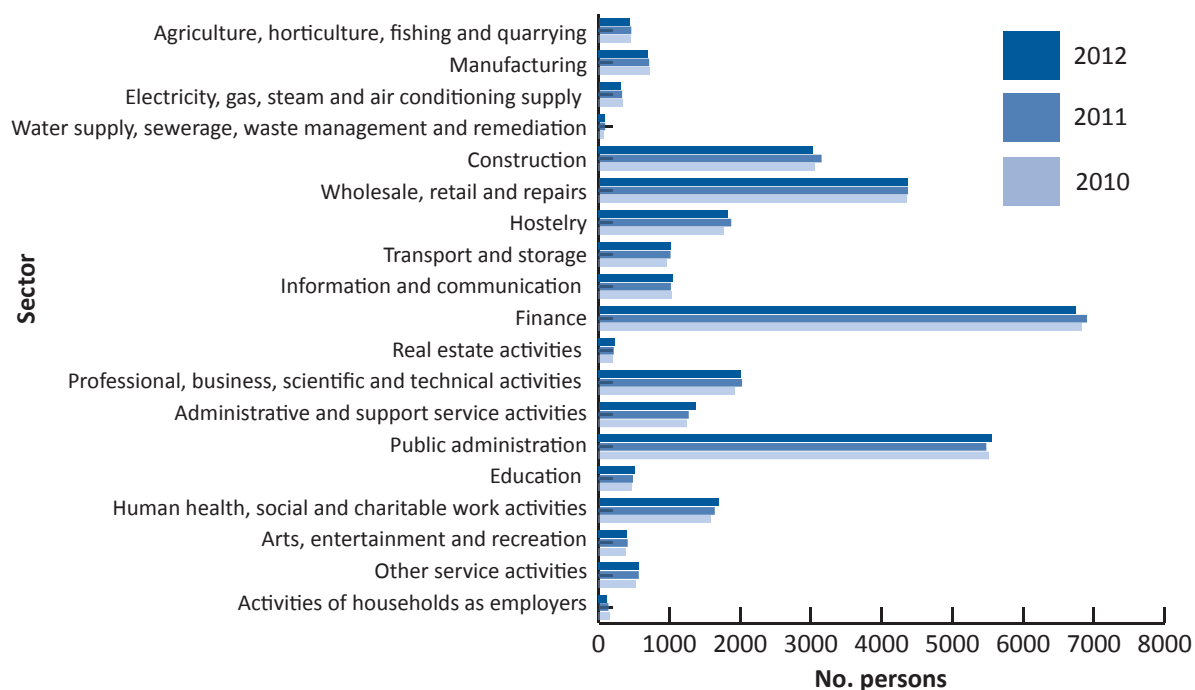 Agriculture, horticulture, fishing and quarrying
Manufacturing
Electricity, gas, steam and air conditioning supply
Water supply, sewerage, waste management and remediation
Construction
Wholesale, retail and repairs
Hostelry
Transport and storage
Information and communication
Finance
Real estate activities
Professional, business, scientific and technical activities
Administrative and support service activities
Public administration
Education
Human health, social and charitable work activities
Arts, entertainment and recreation
Other service activities
Activities of households as employers
Sector
2012
2011
2010
0 1000 2000 3000 4000 5000 6000 7000 8000
No. persons